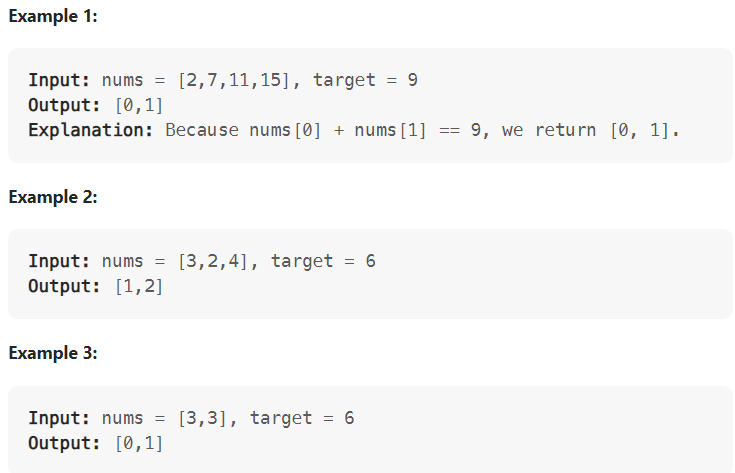 Example 1:
Input: nums = [2,7,11,15], target = 9
Output: [0,1]
Explanation: Because nums[0] + nums[1] == 9, we return [0, 1].
Example 2:
Input: nums = [3,2,4], target = 6
Output: [1,2]
Example 3:
Input: nums = [3,3], target = 6
Output: [0,1]